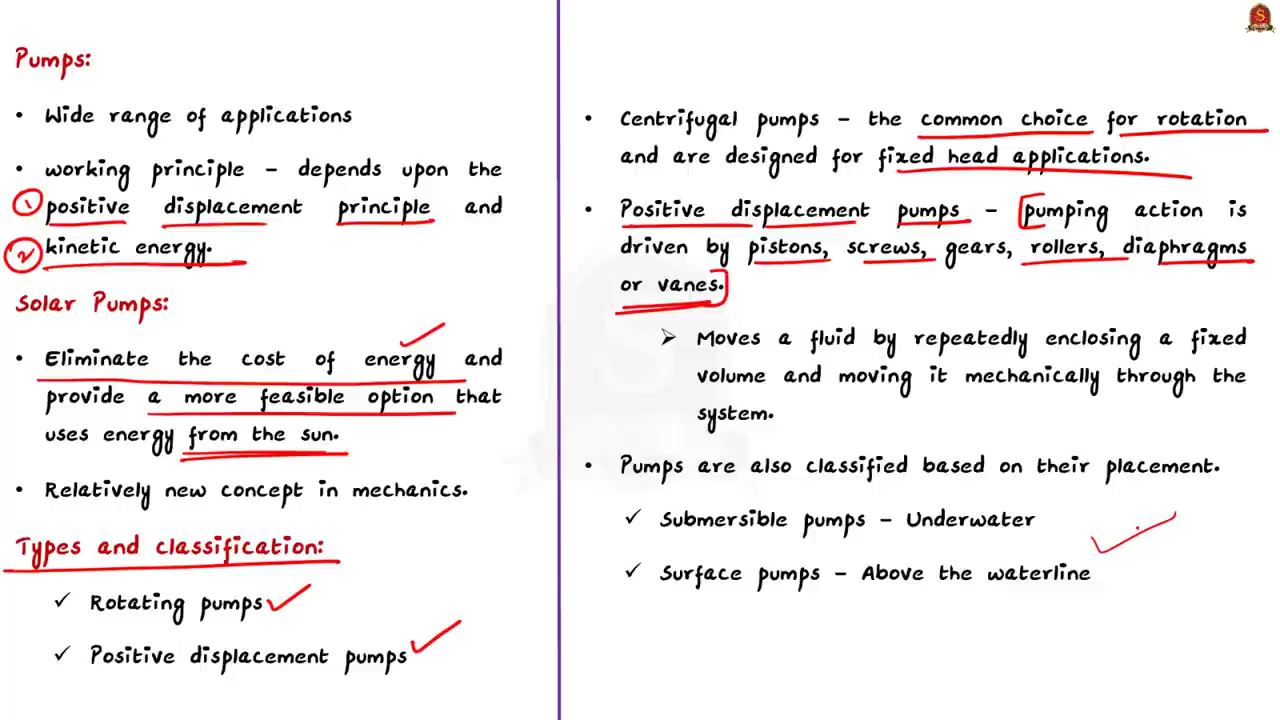 Pumps:
• Wide range of applications
• working principle – depends upon the
① positive displacement principle and
② kinetic energy.
Solar Pumps:
• Eliminate the cost of energy and
provide a more feasible option that
uses energy from the sun.
• Relatively new concept in mechanics.
Types and classification:
✓ Rotating pumps
✓ Positive displacement pumps
• Centrifugal pumps – the common choice for rotation
and are designed for fixed head applications.
• Positive displacement pumps – pumping action is
driven by pistons, screws, gears, rollers, diaphragms
or vanes.
➢ Moves a fluid by repeatedly enclosing a fixed
volume and moving it mechanically through the
system.
• Pumps are also classified based on their placement.
✓ Submersible pumps – Underwater
✓ Surface pumps – Above the waterline
S